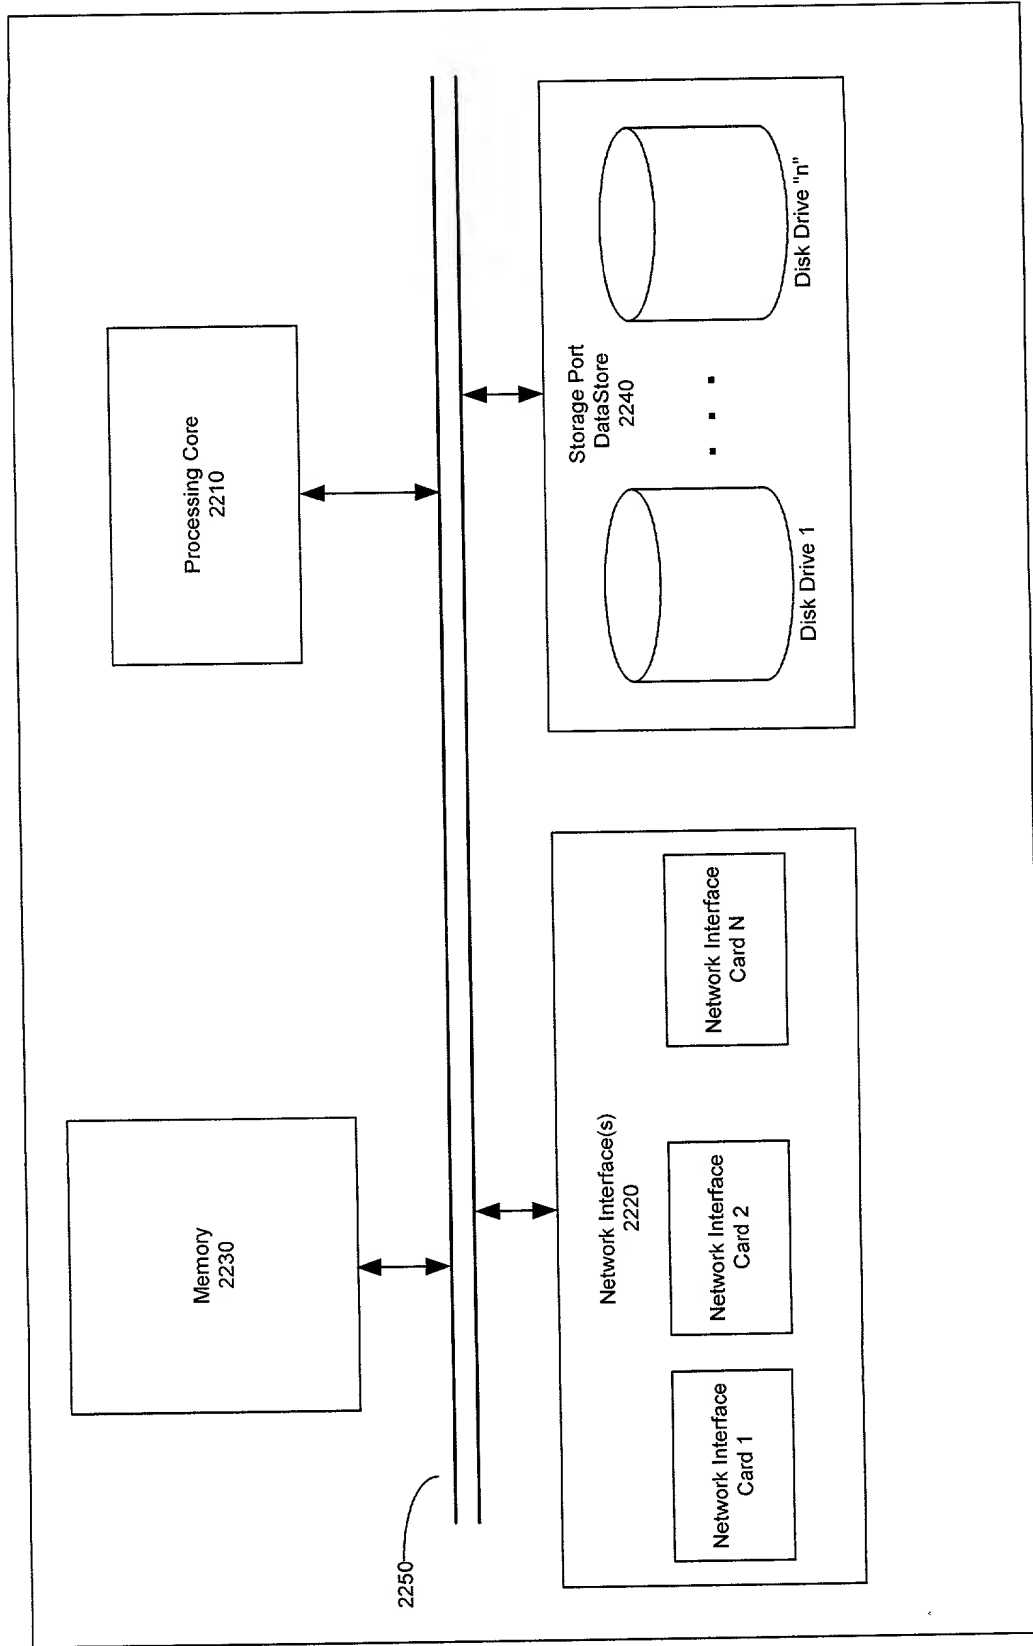 Memory
2230
Processing Core
2210
2250
Network Interface(s)
2220
Network Interface
Card 1
Network Interface
Card 2
Network Interface
Card N
Storage Port
DataStore
2240
Disk Drive 1
Disk Drive "n"